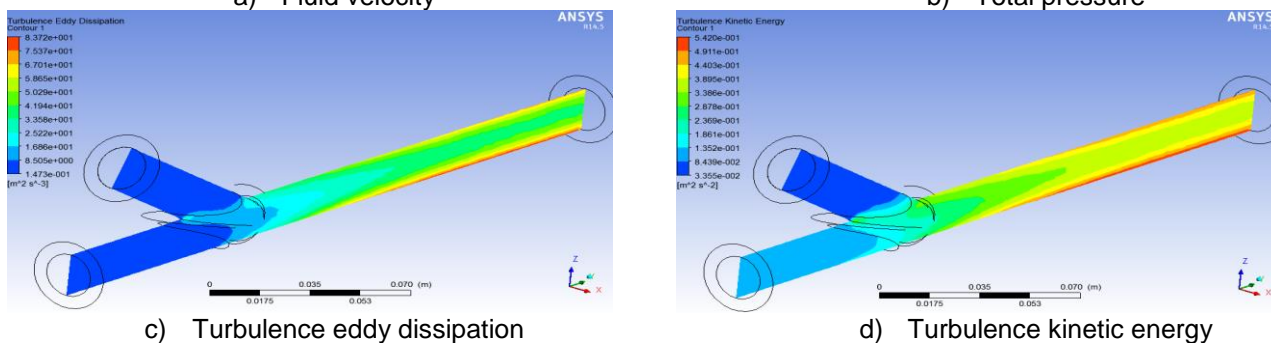 a) Fluid velocity
b) Total pressure
Turbulence Eddy Dissipation
Contour 1
8.372e+001
7.537e+001
6.701e+001
5.865e+001
5.029e+001
4.194e+001
3.358e+001
2.522e+001
1.686e+001
8.505e+000
1.473e-001
[m^2 s^-3]
ANSYS
R14.5
0 0.035 0.070 (m)
0.0175 0.053
Z
Y
X
Turbulence Kinetic Energy
Contour 1
5.420e-001
4.911e-001
4.403e-001
3.895e-001
3.386e-001
2.878e-001
2.369e-001
1.861e-001
1.352e-001
8.439e-002
3.355e-002
[m^2 s^-2]
ANSYS
R14.5
0 0.035 0.070 (m)
0.0175 0.053
Z
Y
X
c) Turbulence eddy dissipation
d) Turbulence kinetic energy